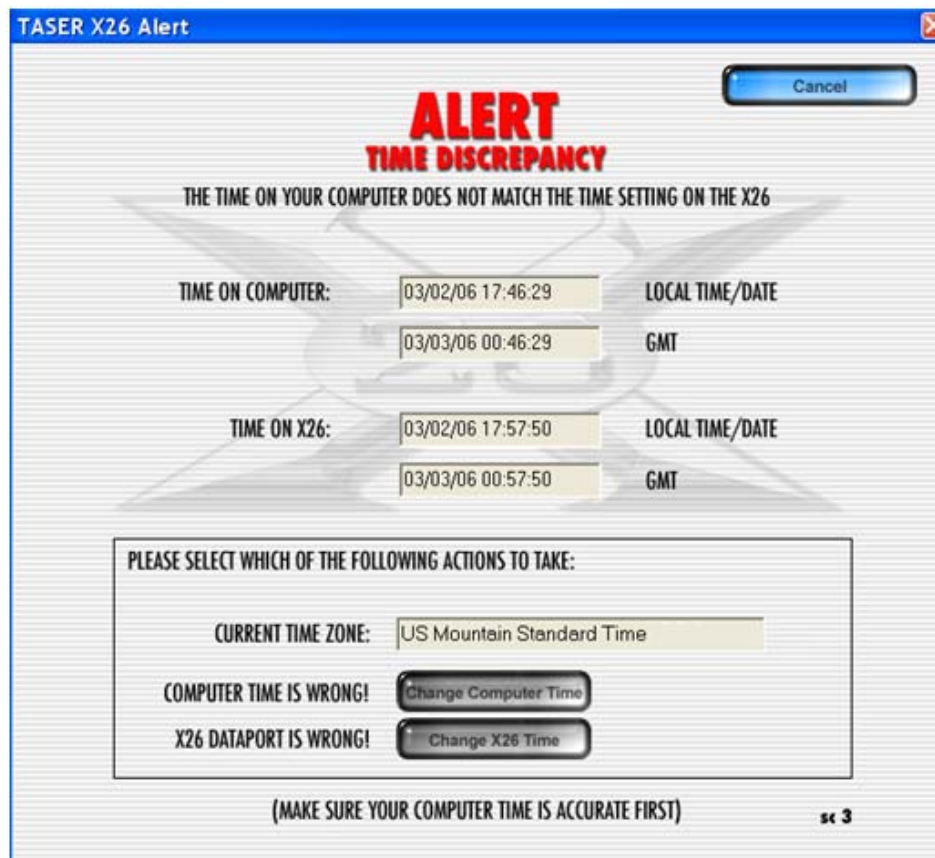 TASER X26 Alert
Cancel
ALERT
TIME DISCREPANCY
THE TIME ON YOUR COMPUTER DOES NOT MATCH THE TIME SETTING ON THE X26
TIME ON COMPUTER: 03/02/06 17:46:29 LOCAL TIME/DATE
03/03/06 00:46:29 GMT
TIME ON X26: 03/02/06 17:57:50 LOCAL TIME/DATE
03/03/06 00:57:50 GMT
PLEASE SELECT WHICH OF THE FOLLOWING ACTIONS TO TAKE:
CURRENT TIME ZONE: US Mountain Standard Time
COMPUTER TIME IS WRONG! Change Computer Time
X26 DATAPORT IS WRONG! Change X26 Time
(MAKE SURE YOUR COMPUTER TIME IS ACCURATE FIRST)
sc 3